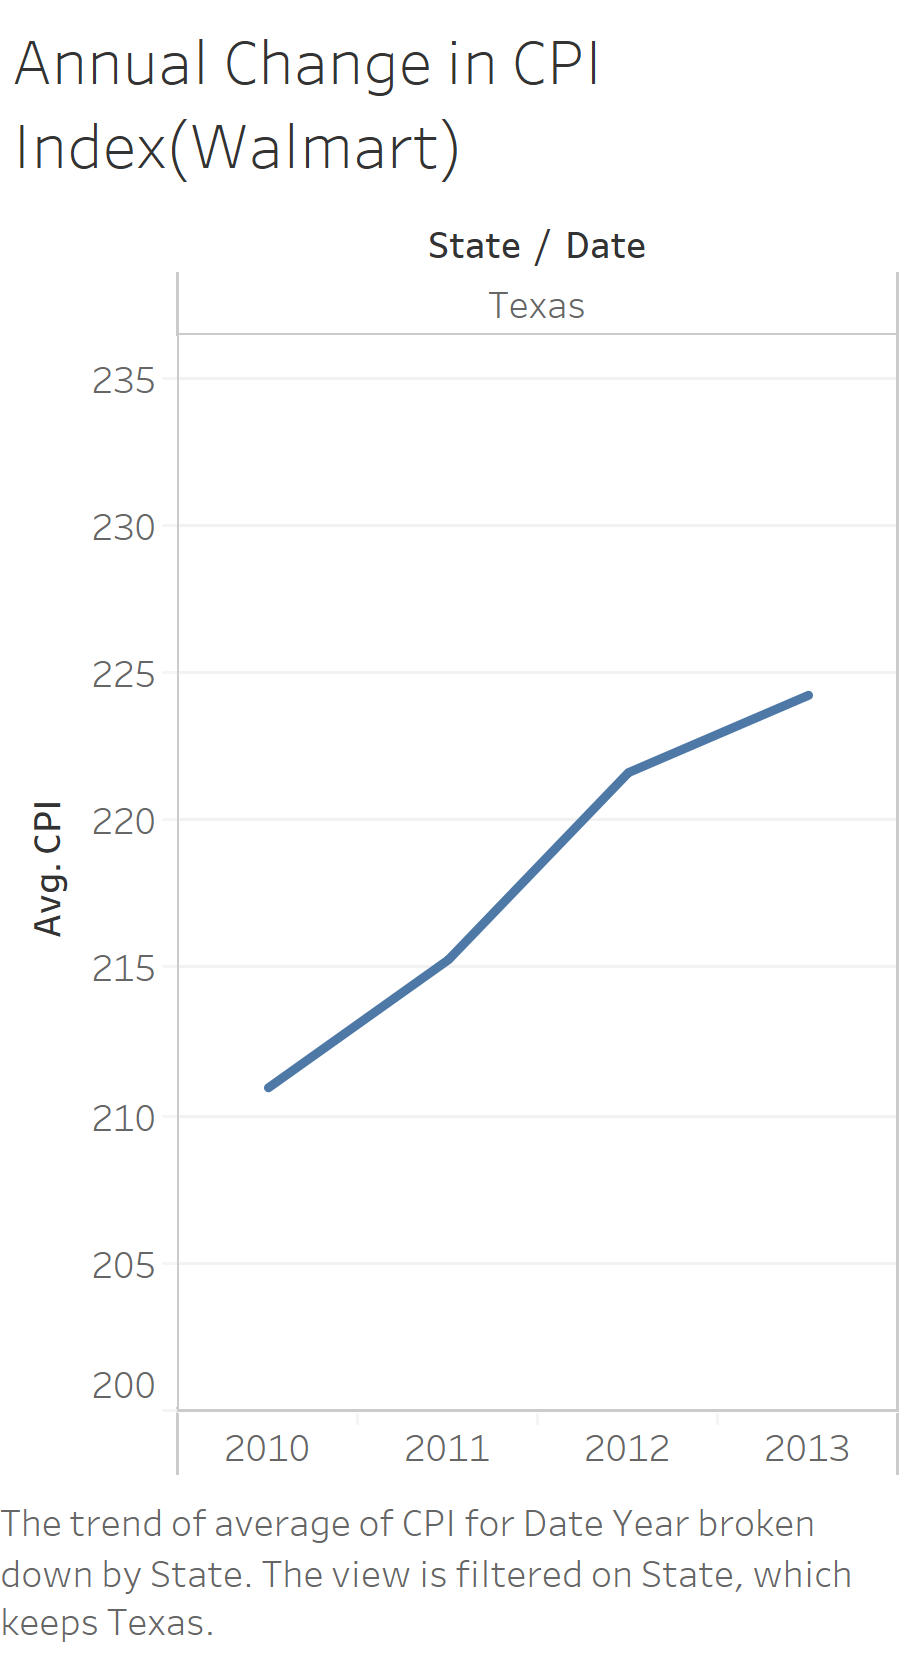 Annual Change in CPI
Index(Walmart)
State / Date
Texas
235
230
225
220
215
210
205
200
Avg. CPI
2010 2011 2012 2013
The trend of average of CPI for Date Year broken
down by State. The view is filtered on State, which
keeps Texas.